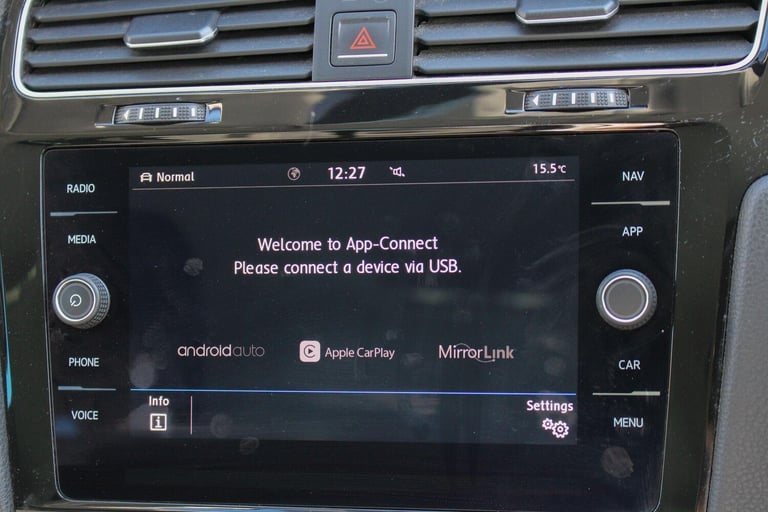 RADIO
MEDIA
PHONE
VOICE
Normal
12:27
15.5°C
Welcome to App-Connect
Please connect a device via USB.
androidauto
Apple CarPlay
MirrorLink
Info
i
Settings
NAV
APP
CAR
MENU